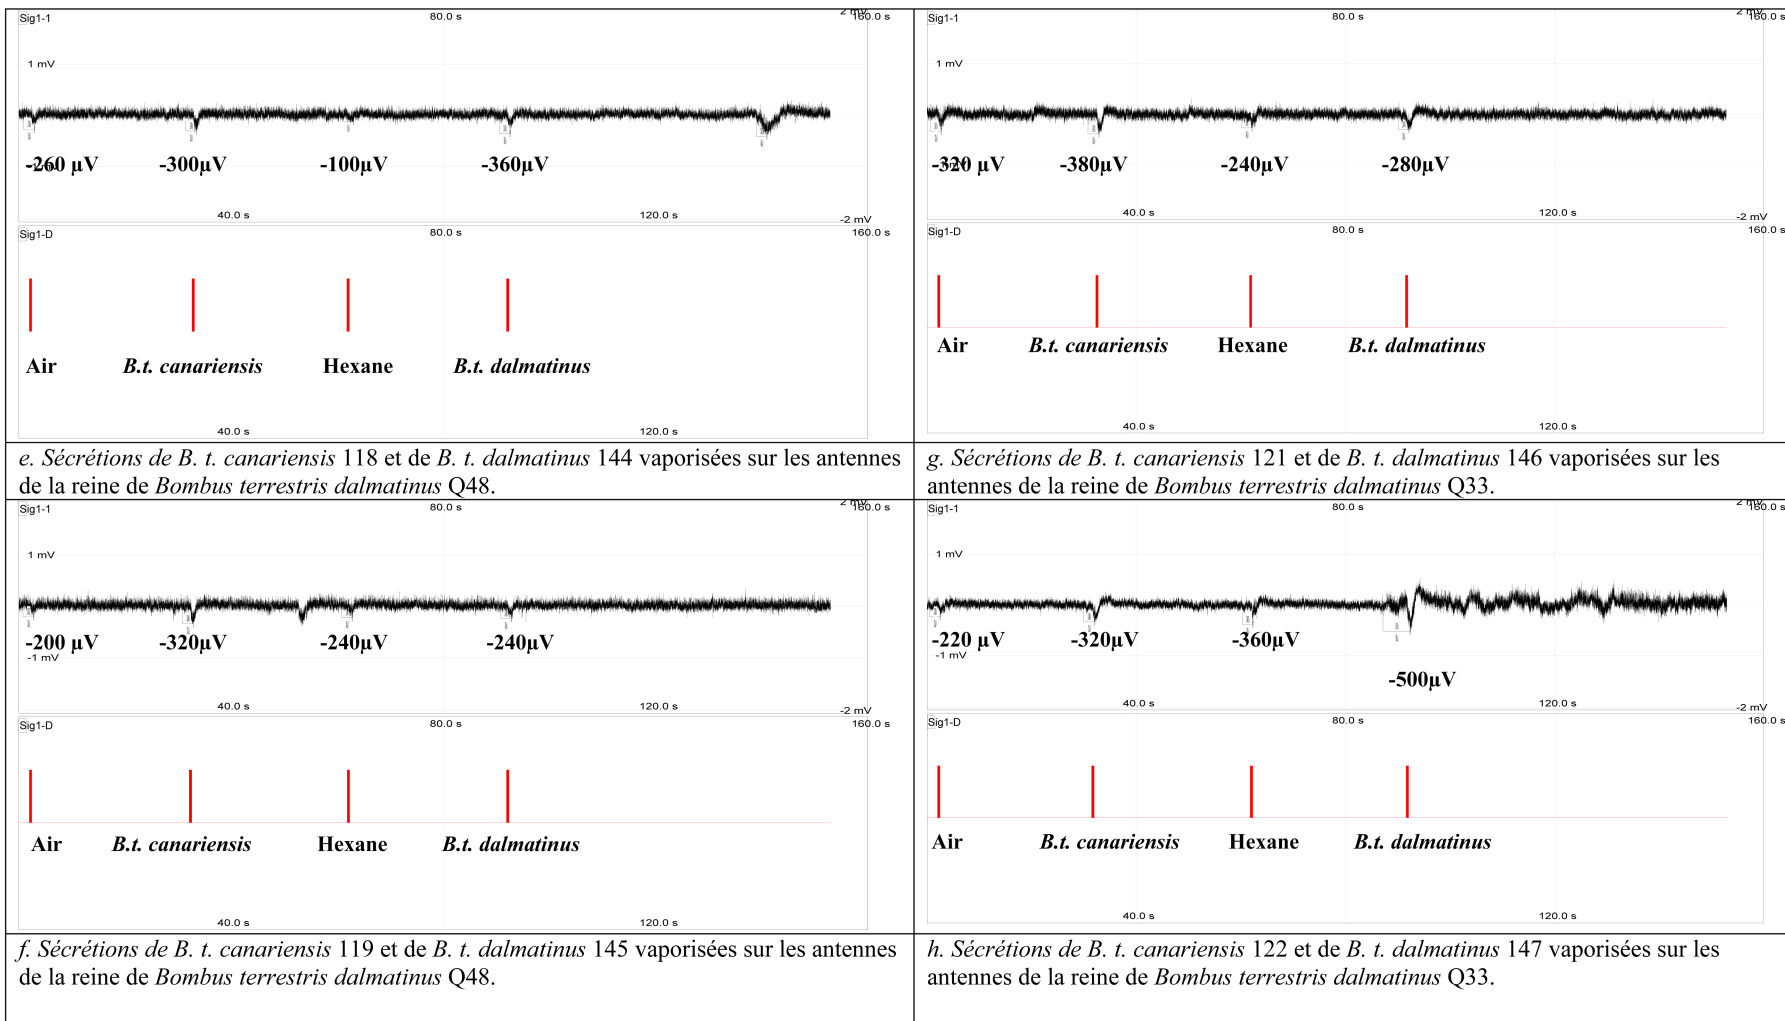 Sig1-1
80.0 s
2 mV
160.0 s
1 mV
-260 µV
-300µV
-100µV
-360µV
40.0 s
120.0 s
-2 mV
Sig1-D
80.0 s
160.0 s
Air
B.t. canariensis
Hexane
B.t. dalmatinus
40.0 s
120.0 s
e. Sécrétions de B. t. canariensis 118 et de B. t. dalmatinus 144 vaporisées sur les antennes
de la reine de Bombus terrestris dalmatinus Q48.
Sig1-1
80.0 s
2 mV
160.0 s
1 mV
-320 µV
-380µV
-240µV
-280µV
40.0 s
120.0 s
-2 mV
Sig1-D
80.0 s
160.0 s
Air
B.t. canariensis
Hexane
B.t. dalmatinus
40.0 s
120.0 s
g. Sécrétions de B. t. canariensis 121 et de B. t. dalmatinus 146 vaporisées sur les
antennes de la reine de Bombus terrestris dalmatinus Q33.
Sig1-1
80.0 s
2 mV
160.0 s
1 mV
-200 µV
-320µV
-240µV
-240µV
-1 mV
40.0 s
120.0 s
-2 mV
Sig1-D
80.0 s
160.0 s
Air
B.t. canariensis
Hexane
B.t. dalmatinus
40.0 s
120.0 s
f. Sécrétions de B. t. canariensis 119 et de B. t. dalmatinus 145 vaporisées sur les antennes
de la reine de Bombus terrestris dalmatinus Q48.
Sig1-1
80.0 s
2 mV
160.0 s
1 mV
-220 µV
-320µV
-360µV
-1 mV
-500µV
40.0 s
120.0 s
-2 mV
Sig1-D
80.0 s
160.0 s
Air
B.t. canariensis
Hexane
B.t. dalmatinus
40.0 s
120.0 s
h. Sécrétions de B. t. canariensis 122 et de B. t. dalmatinus 147 vaporisées sur les
antennes de la reine de Bombus terrestris dalmatinus Q33.